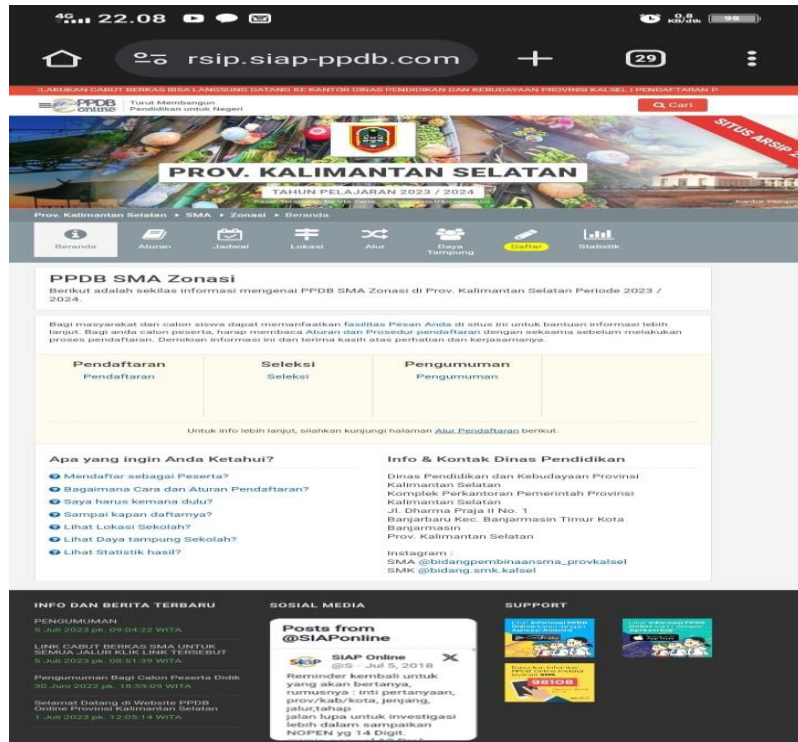 4G 22.08
0,8 KB/dtk 98
rsip.siap-ppdb.com
29
ELAKUKAN CABUT BERKAS BISA LANGSUNG DATANG KE KANTOR DINAS PENDIDIKAN DAN KEBUDAYAAN PROVINSI KALSEL | PENDAFTARAN P
PPDB online
Turut Membangun
Pendidikan untuk Negeri
Cari
SITUS ARSIP 2
PROV. KALIMANTAN SELATAN
TAHUN PELAJARAN 2023 / 2024
Prov. Kalimantan Selatan SMA Zonasi Beranda
Beranda
Aturan
Jadwal
Lokasi
Alur
Daya Tampung
Daftar
Statistik
PPDB SMA Zonasi
Berikut adalah sekilas informasi mengenai PPDB SMA Zonasi di Prov. Kalimantan Selatan Periode 2023 /
2024.
Bagi masyarakat dan calon siswa dapat memanfaatkan fasilitas Pesan Anda di situs ini untuk bantuan informasi lebih
lanjut. Bagi anda calon peserta, harap membaca Aturan dan Prosedur pendaftaran dengan seksama sebelum melakukan
proses pendaftaran. Demikian informasi ini dan terima kasih atas perhatian dan kerjasamanya.
Pendaftaran
Pendaftaran
Seleksi
Seleksi
Pengumuman
Pengumuman
Untuk info lebih lanjut, silahkan kunjungi halaman Alur Pendaftaran berikut.
Apa yang ingin Anda Ketahui?
Mendaftar sebagai Peserta?
Bagaimana Cara dan Aturan Pendaftaran?
Saya harus kemana dulu?
Sampai kapan daftarnya?
Lihat Lokasi Sekolah?
Lihat Daya tampung Sekolah?
Lihat Statistik hasil?
Info & Kontak Dinas Pendidikan
Dinas Pendidikan dan Kebudayaan Provinsi
Kalimantan Selatan
Komplek Perkantoran Pemerintah Provinsi
Kalimantan Selatan
Jl. Dharma Praja II No. 1
Banjarbaru Kec. Banjarmasin Timur Kota
Banjarmasin
Prov. Kalimantan Selatan
Instagram :
SMA @bidangpembinaansma_provkalsel
SMK @bidang.smk.kalsel
INFO DAN BERITA TERBARU
PENGUMUMAN
5 Juli 2023 pk. 09:04:22 WITA
LINK CABUT BERKAS SMA UNTUK
SEMUA JALUR KLIK LINK TERSEBUT
5 Juli 2023 pk. 08:51:39 WITA
Pengumuman Bagi Calon Peserta Didik
30 Juni 2022 pk. 18:59:09 WITA
Selamat Datang di Website PPDB
Online Provinsi Kalimantan Selatan
1 Juli 2023 pk. 12:05:14 WITA
SOSIAL MEDIA
Posts from
@SIAPonline
SIAP Online
@S · Jul 5, 2018
Reminder kembali untuk
yang akan bertanya,
rumusnya : inti pertanyaan,
prov/kab/kota, jenjang,
jalur,tahap
jalan lupa untuk investigasi
lebih dalam sampaikan
NOPEN yg 14 Digit.
SUPPORT
98108